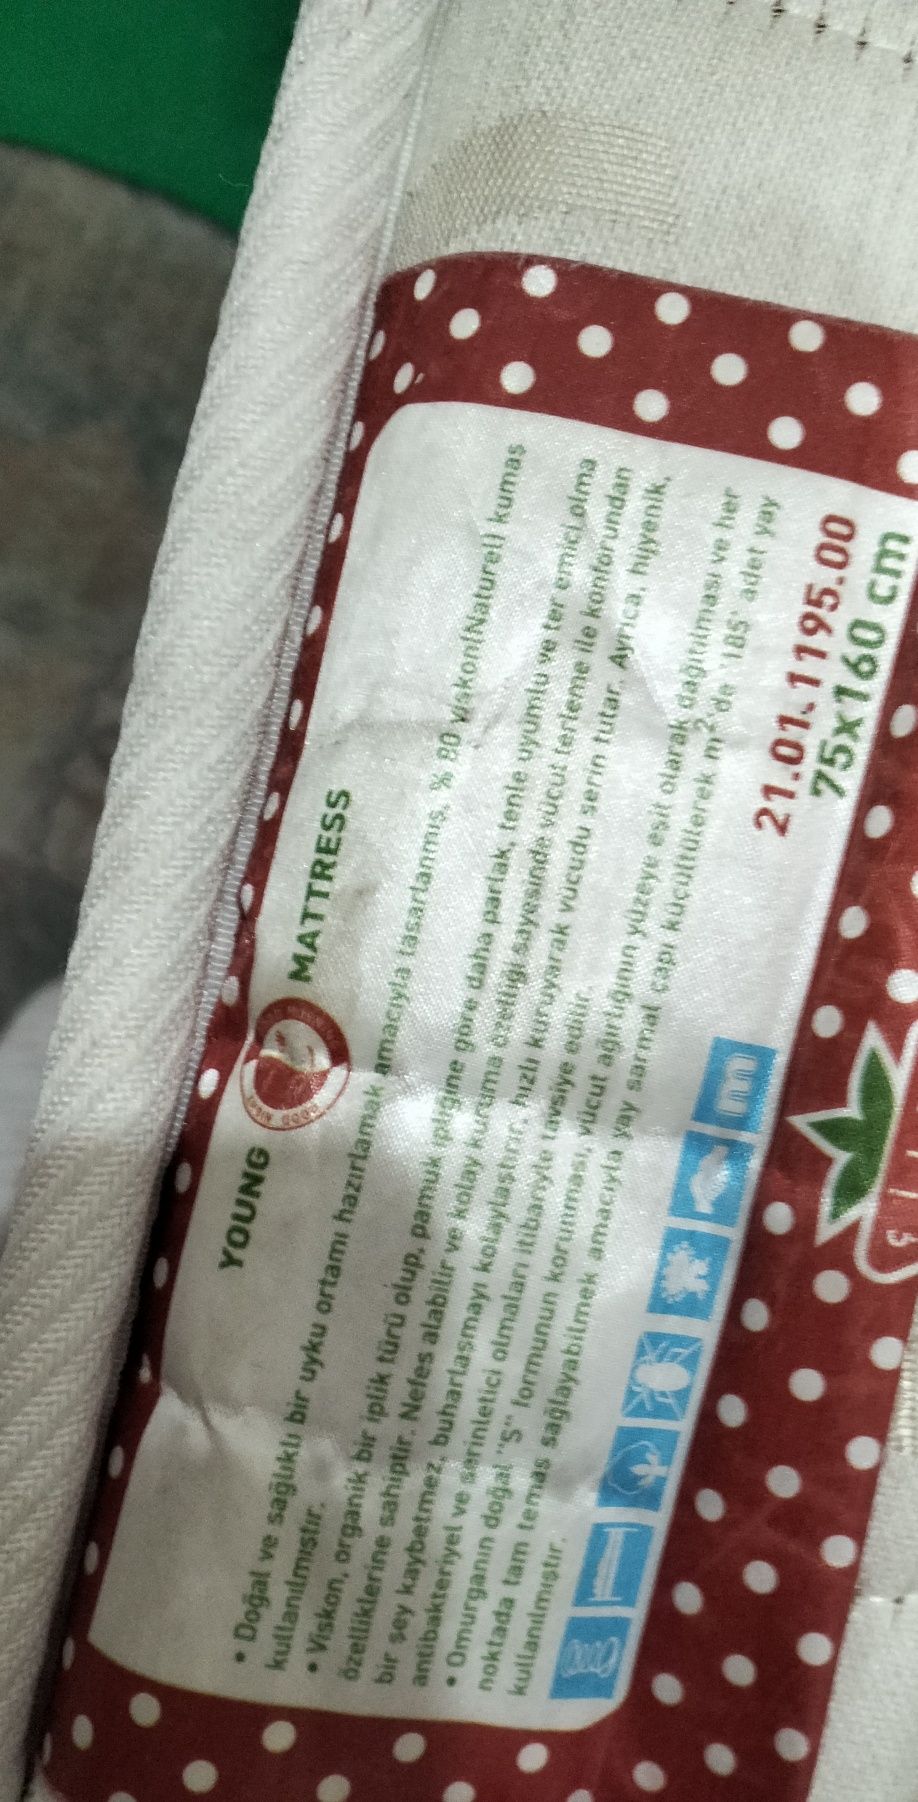 YOUNG MATTRESS
• Doğal ve sağlıklı bir uyku ortamı hazırlamak amacıyla tasarlanmış, % 80 viskon(Naturel) kumaş
kullanılmıştır.
• Viskon, organik bir iplik türü olup, pamuk ipliğine göre daha parlak, tenle uyumlu ve ter emici olma
özelliklerine sahiptir. Nefes alabilir ve kolay kuruma özelliği sayesinde vücut terleme ile konforundan
bir şey kaybetmez, buharlaşmayı kolaylaştırır, hızlı kuruyarak vücudu serin tutar. Ayrıca, hijyenik,
antibakteriyel ve serinletici olmaları itibariyle tavsiye edilir.
• Omurganın doğal "S" formunun korunması, vücut ağırlığının yüzeye eşit olarak dağıtılması ve her
noktada tam temas sağlayabilmek amacıyla yay sarmal çapı küçültülerek m² de '185' adet yay
kullanılmıştır.
m
21.01.1195.00
75x160 cm